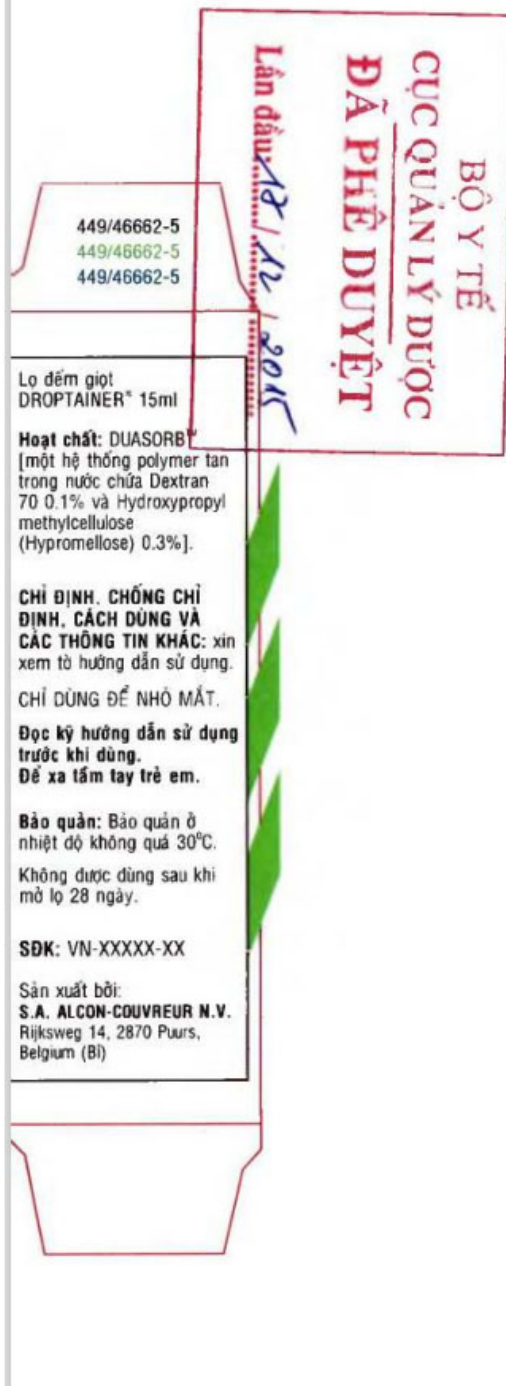 BỘ Y TẾ
CỤC QUẢN LÝ DƯỢC
ĐÃ PHÊ DUYỆT
Lần đầu: 18/12/2015
449/46662-5
449/46662-5
449/46662-5
Lọ đếm giọt
DROPTAINER® 15ml
Hoạt chất: DUASORB™
[một hệ thống polymer tan
trong nước chứa Dextran
70 0.1% và Hydroxypropyl
methylcellulose
(Hypromellose) 0.3%].
CHỈ ĐỊNH, CHỐNG CHỈ
ĐỊNH, CÁCH DÙNG VÀ
CÁC THÔNG TIN KHÁC: xin
xem tờ hướng dẫn sử dụng.
CHỈ DÙNG ĐỂ NHỎ MẮT.
Đọc kỹ hướng dẫn sử dụng
trước khi dùng.
Để xa tầm tay trẻ em.
Bảo quản: Bảo quản ở
nhiệt độ không quá 30°C.
Không được dùng sau khi
mở lọ 28 ngày.
SĐK: VN-XXXXX-XX
Sản xuất bởi:
S.A. ALCON-COUVREUR N.V.
Rijksweg 14, 2870 Puurs,
Belgium (Bỉ)